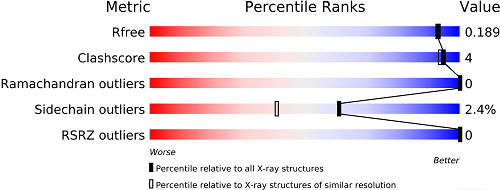 Metric Percentile Ranks Value
Rfree 0.189
Clashscore 4
Ramachandran outliers 0
Sidechain outliers 2.4%
RSRZ outliers 0
Worse Better
Percentile relative to all X-ray structures
Percentile relative to X-ray structures of similar resolution